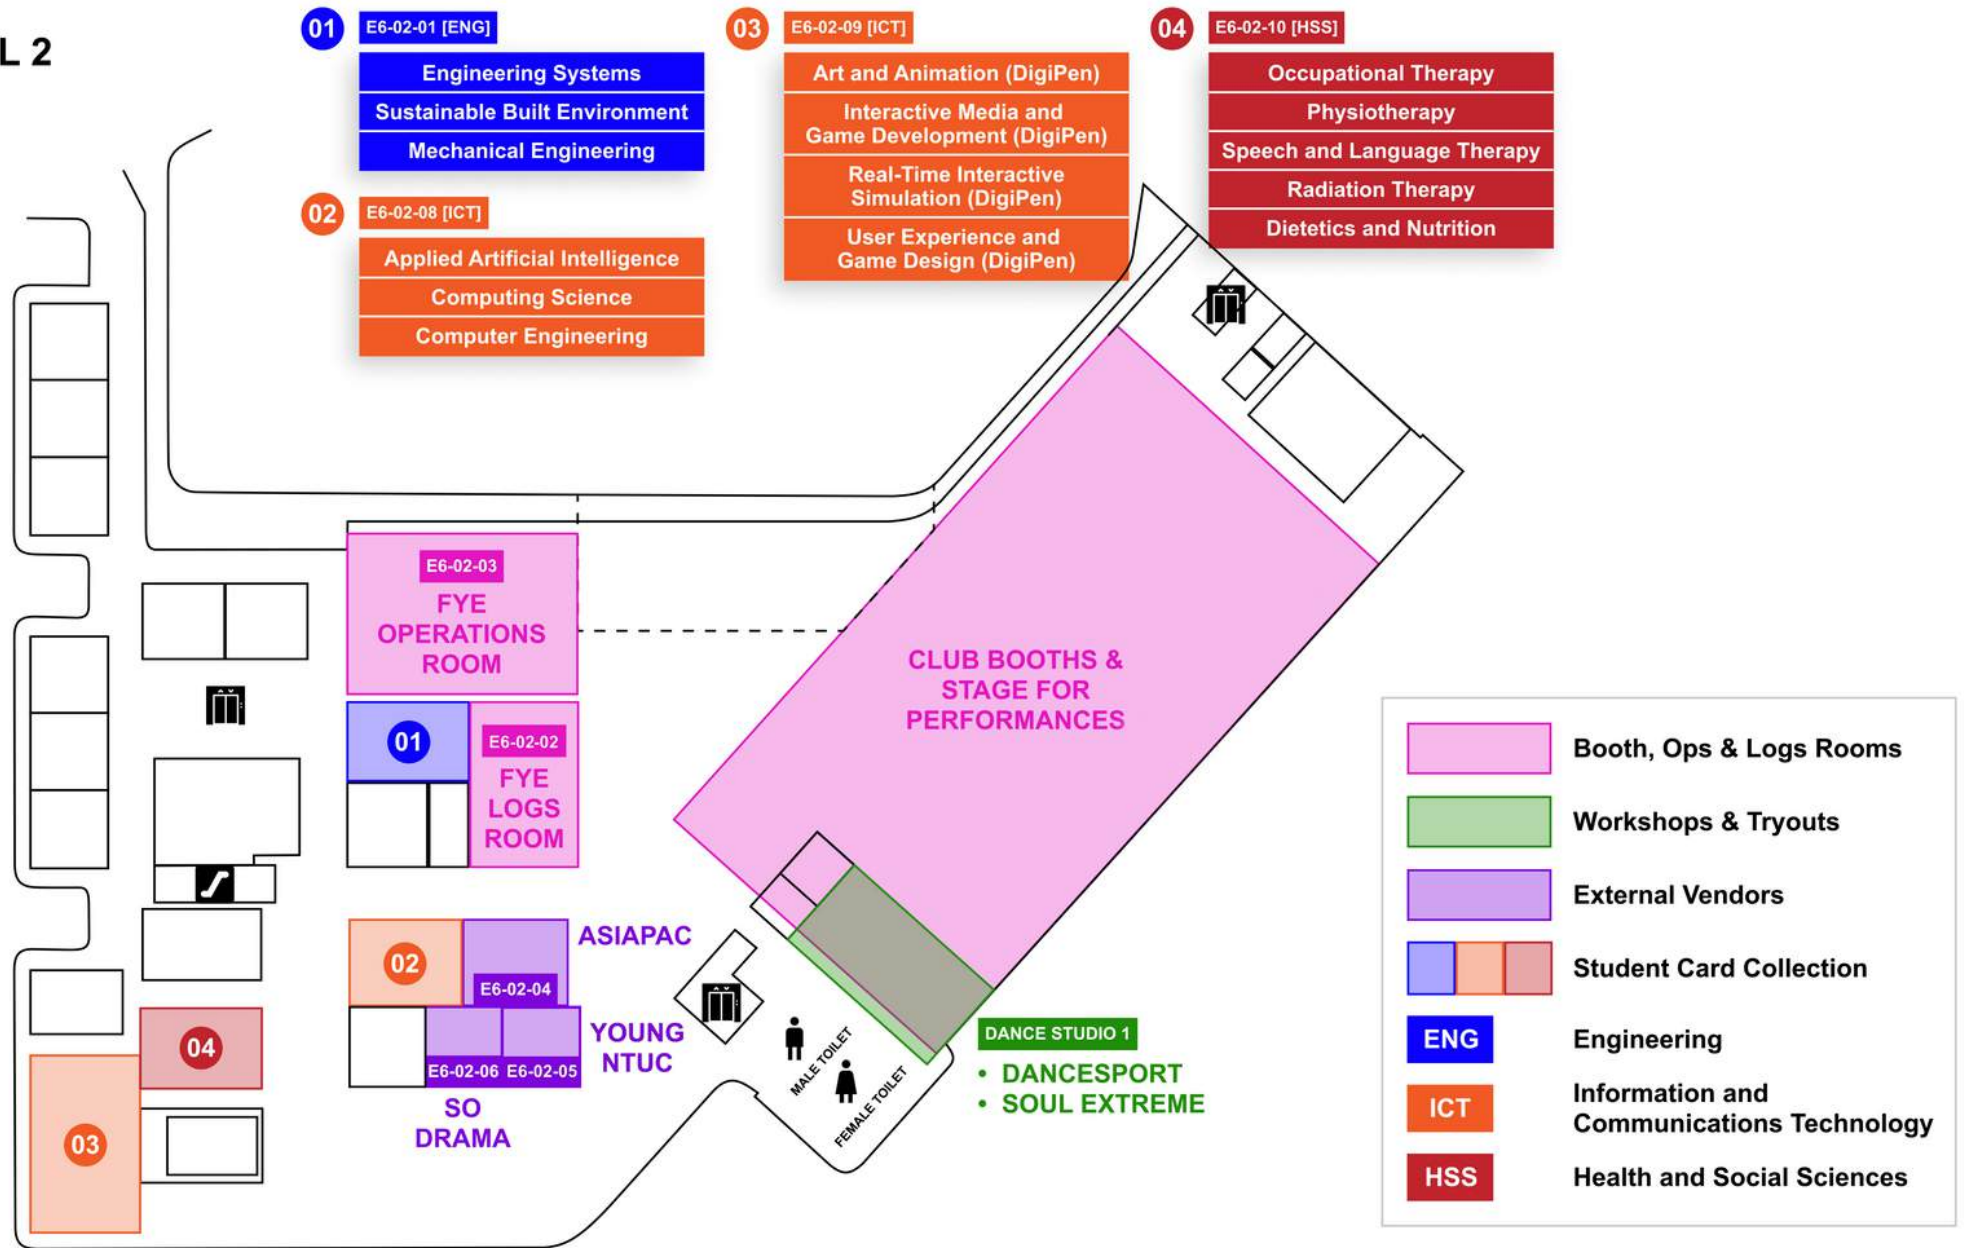 L 2
01
E6-02-01 [ENG]
Engineering Systems
Sustainable Built Environment
Mechanical Engineering
02
E6-02-08 [ICT]
Applied Artificial Intelligence
Computing Science
Computer Engineering
03
E6-02-09 [ICT]
Art and Animation (DigiPen)
Interactive Media and
Game Development (DigiPen)
Real-Time Interactive
Simulation (DigiPen)
User Experience and
Game Design (DigiPen)
04
E6-02-10 [HSS]
Occupational Therapy
Physiotherapy
Speech and Language Therapy
Radiation Therapy
Dietetics and Nutrition
E6-02-03
FYE
OPERATIONS
ROOM
01
E6-02-02
FYE
LOGS
ROOM
CLUB BOOTHS &
STAGE FOR
PERFORMANCES
02
ASIAPAC
E6-02-04
YOUNG
NTUC
E6-02-06
E6-02-05
SO
DRAMA
04
03
MALE TOILET
FEMALE TOILET
DANCE STUDIO 1
• DANCESPORT
• SOUL EXTREME
Booth, Ops & Logs Rooms
Workshops & Tryouts
External Vendors
Student Card Collection
ENG
Engineering
ICT
Information and
Communications Technology
HSS
Health and Social Sciences